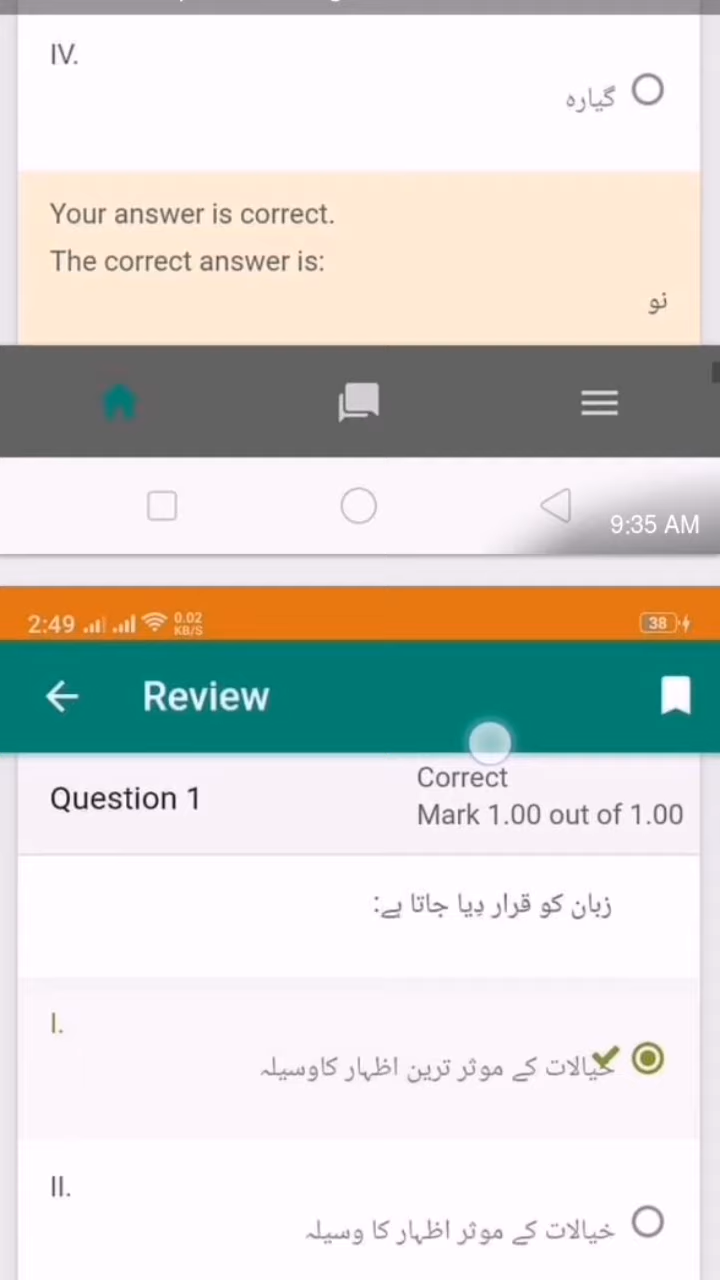 IV.
گیارہ
Your answer is correct.
The correct answer is:
نو
9:35 AM
2:49
0.02
KB/S
38
Review
Question 1
Correct
Mark 1.00 out of 1.00
زبان کو قرار دِیا جاتا ہے:
I.
خیالات کے موثر ترین اظہار کاوسیلہ
II.
خیالات کے موثر اظہار کا وسیلہ